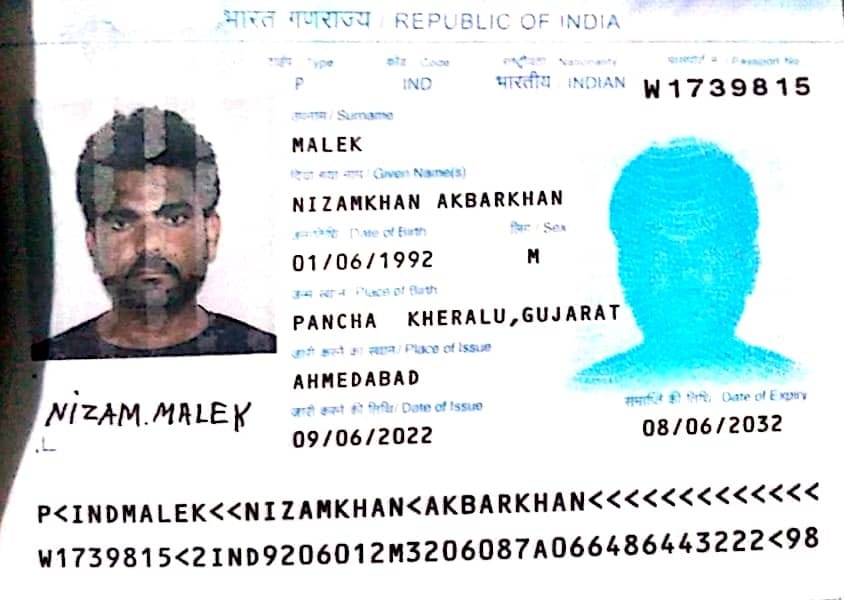 भारत गणराज्य / REPUBLIC OF INDIA
टाईप / Type कोड / Code राष्ट्रीयता / Nationality पासपोर्ट नं. / Passport No.
P IND भारतीय / INDIAN W1739815
उपनाम / Surname
MALEK
दिया गया नाम / Given Name(s)
NIZAMKHAN AKBARKHAN
जन्मतिथि / Date of Birth लिंग / Sex
01/06/1992 M
जन्म स्थान / Place of Birth
PANCHA KHERALU,GUJARAT
जारी करने का स्थान / Place of Issue
AHMEDABAD
जारी करने की तिथि / Date of Issue समाप्ति की तिथि / Date of Expiry
09/06/2022 08/06/2032
NIZAM.MALEK
P<INDMALEK<<NIZAMKHAN<AKBARKHAN<<<<<<<<<<<<<
W1739815<2IND9206012M3206087A066486443222<98